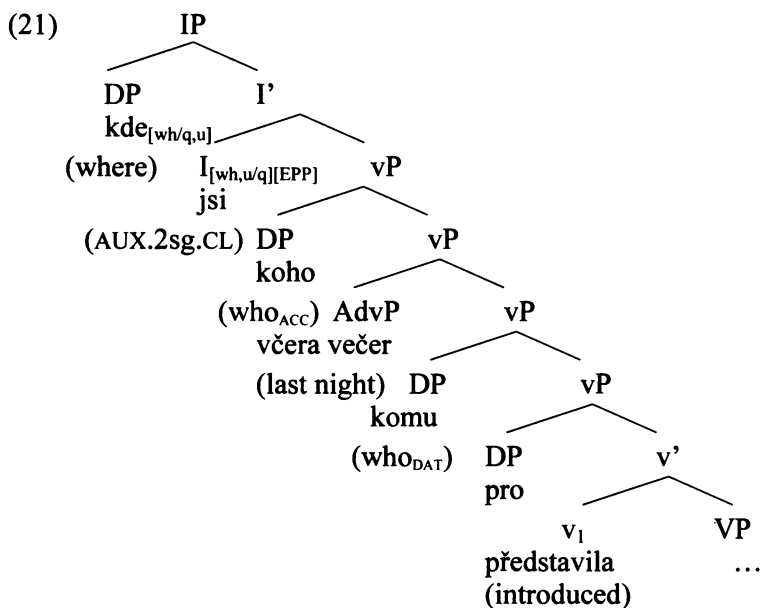 (21) IP
DP I’
kde[wh/q,u]
(where) I[wh,u/q][EPP] vP
jsi
(AUX.2sg.CL) DP vP
koho
(whoACC) AdvP vP
včera večer
(last night) DP vP
komu
(whoDAT) DP v’
pro
v1 VP
představila …
(introduced)